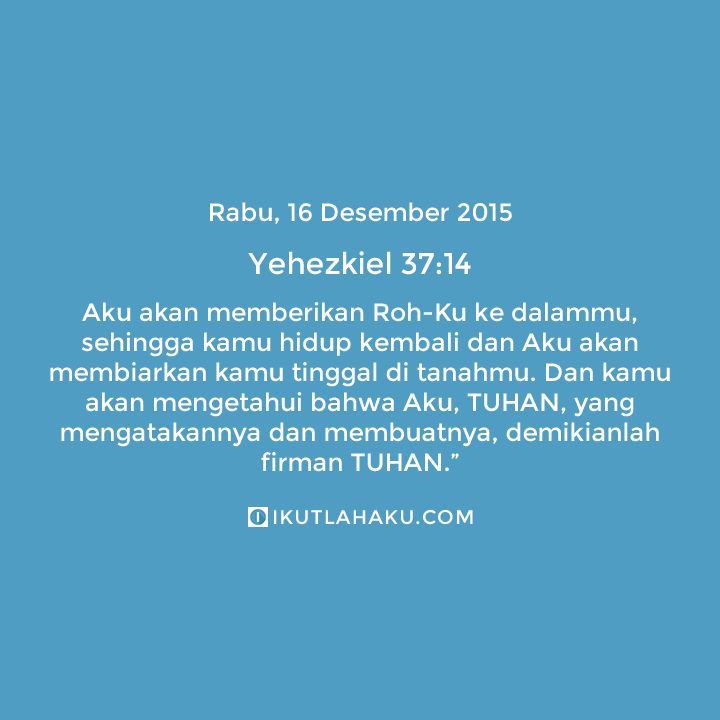 Rabu, 16 Desember 2015
Yehezkiel 37:14
Aku akan memberikan Roh-Ku ke dalammu,
sehingga kamu hidup kembali dan Aku akan
membiarkan kamu tinggal di tanahmu. Dan kamu
akan mengetahui bahwa Aku, TUHAN, yang
mengatakannya dan membuatnya, demikianlah
firman TUHAN.”
IKUTLAHAKU.COM